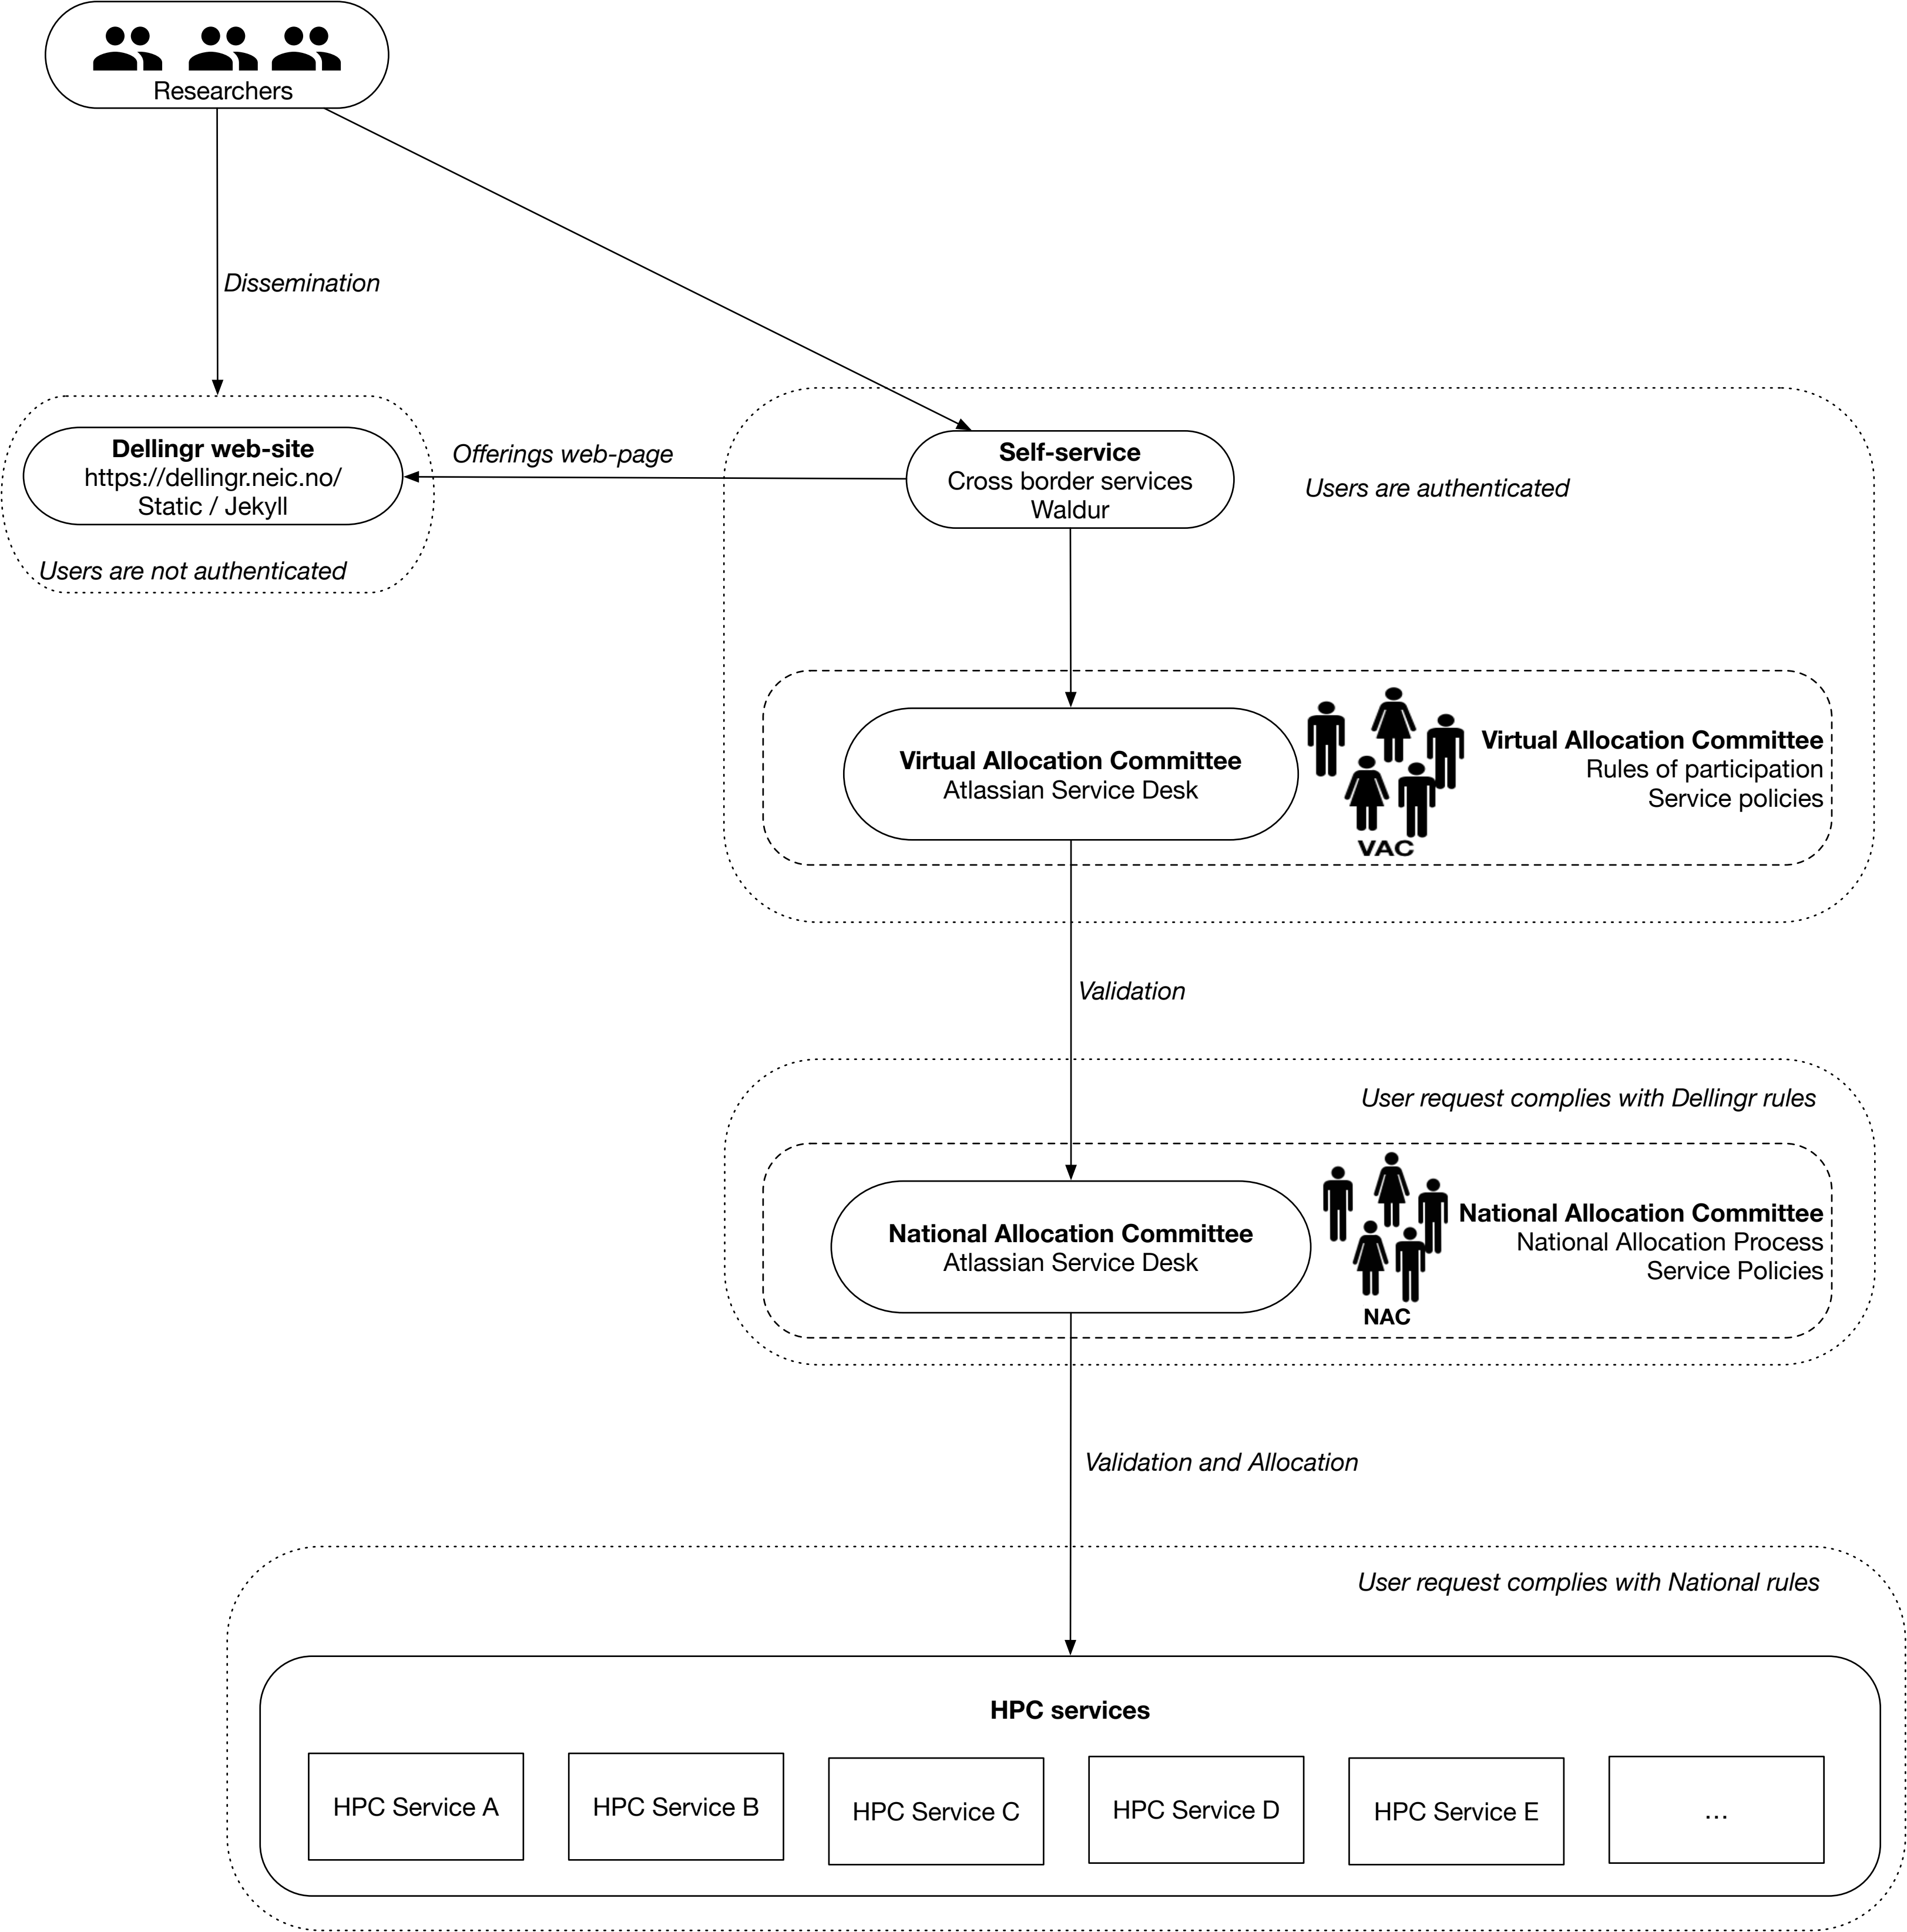 Researchers
Dissemination
Dellingr web-site
https://dellingr.neic.no/
Static / Jekyll
Users are not authenticated
Offerings web-page
Self-service
Cross border services
Waldur
Users are authenticated
Virtual Allocation Committee
Atlassian Service Desk
VAC
Virtual Allocation Committee
Rules of participation
Service policies
Validation
User request complies with Dellingr rules
National Allocation Committee
Atlassian Service Desk
NAC
National Allocation Committee
National Allocation Process
Service Policies
Validation and Allocation
User request complies with National rules
HPC services
HPC Service A
HPC Service B
HPC Service C
HPC Service D
HPC Service E
...